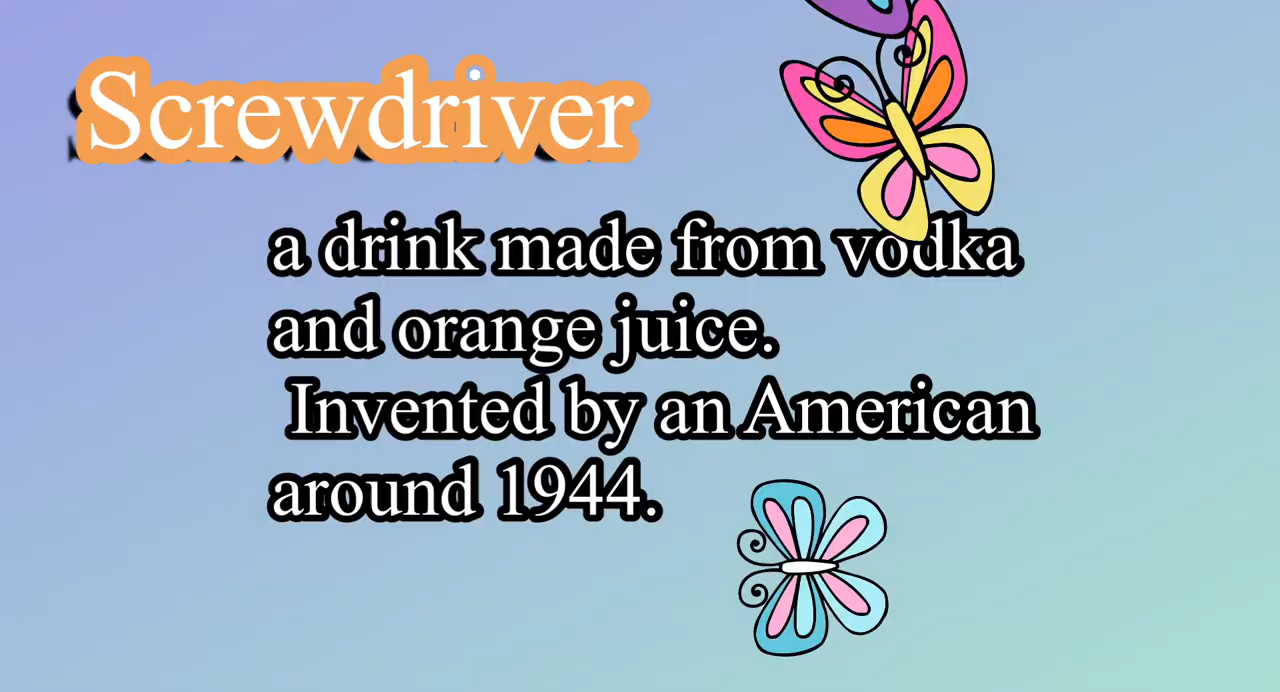 Screwdriver
a drink made from vodka
and orange juice.
Invented by an American
around 1944.